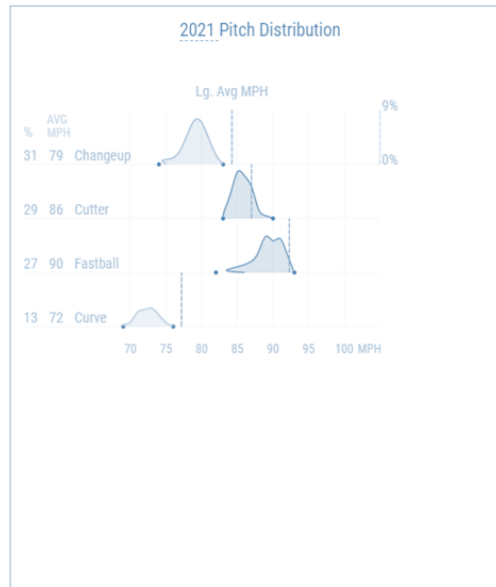 2021 Pitch Distribution
Lg. Avg MPH
9%
AVG
% MPH
31 79 Changeup
0%
29 86 Cutter
27 90 Fastball
13 72 Curve
70 75 80 85 90 95 100 MPH